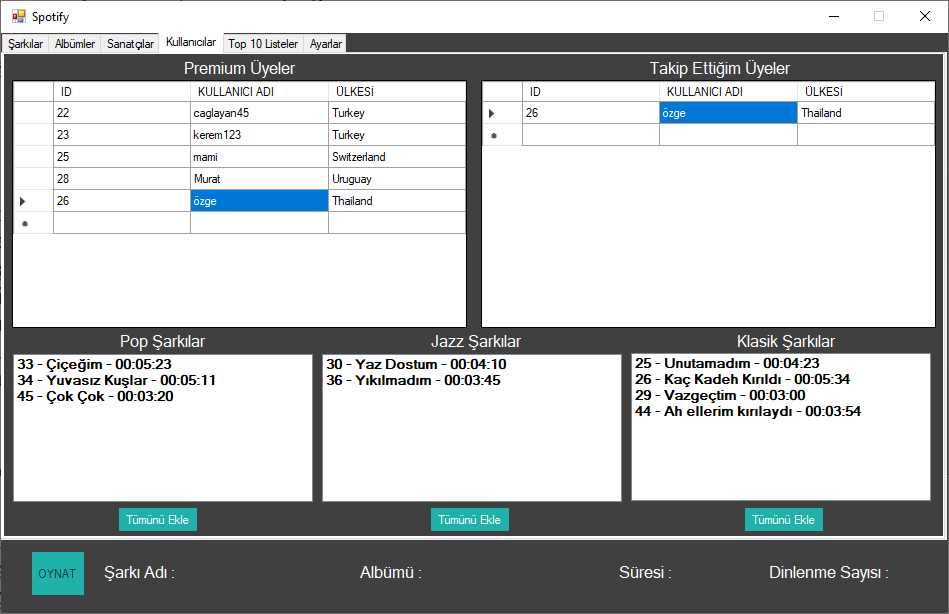 Spotify
Şarkılar Albümler Sanatçılar Kullanıcılar Top 10 Listeler Ayarlar
Premium Üyeler
ID KULLANICI ADI ÜLKESİ
22 caglayan45 Turkey
23 kerem123 Turkey
25 mami Switzerland
28 Murat Uruguay
26 özge Thailand
Takip Ettiğim Üyeler
ID KULLANICI ADI ÜLKESİ
26 özge Thailand
Pop Şarkılar
33 - Çiçeğim - 00:05:23
34 - Yuvasız Kuşlar - 00:05:11
45 - Çok Çok - 00:03:20
Tümünü Ekle
Jazz Şarkılar
30 - Yaz Dostum - 00:04:10
36 - Yıkılmadım - 00:03:45
Tümünü Ekle
Klasik Şarkılar
25 - Unutamadım - 00:04:23
26 - Kaç Kadeh Kırıldı - 00:05:34
29 - Vazgeçtim - 00:03:00
44 - Ah ellerim kırılaydı - 00:03:54
Tümünü Ekle
OYNAT Şarkı Adı : Albümü : Süresi : Dinlenme Sayısı :